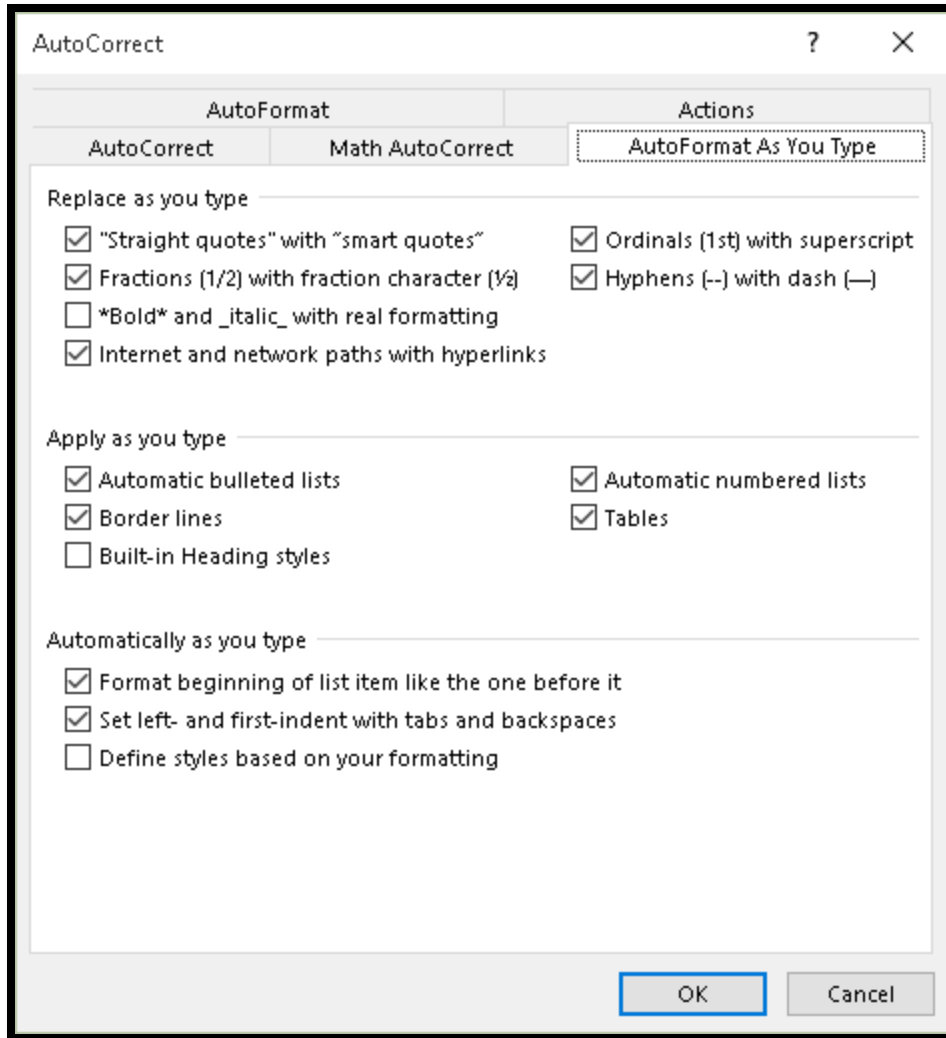 AutoCorrect ?
AutoFormat Actions
AutoCorrect Math AutoCorrect AutoFormat As You Type
Replace as you type
"Straight quotes" with “smart quotes” Ordinals (1st) with superscript
Fractions (1/2) with fraction character (½) Hyphens (--) with dash (—)
*Bold* and _italic_ with real formatting
Internet and network paths with hyperlinks
Apply as you type
Automatic bulleted lists Automatic numbered lists
Border lines Tables
Built-in Heading styles
Automatically as you type
Format beginning of list item like the one before it
Set left- and first-indent with tabs and backspaces
Define styles based on your formatting
OK Cancel